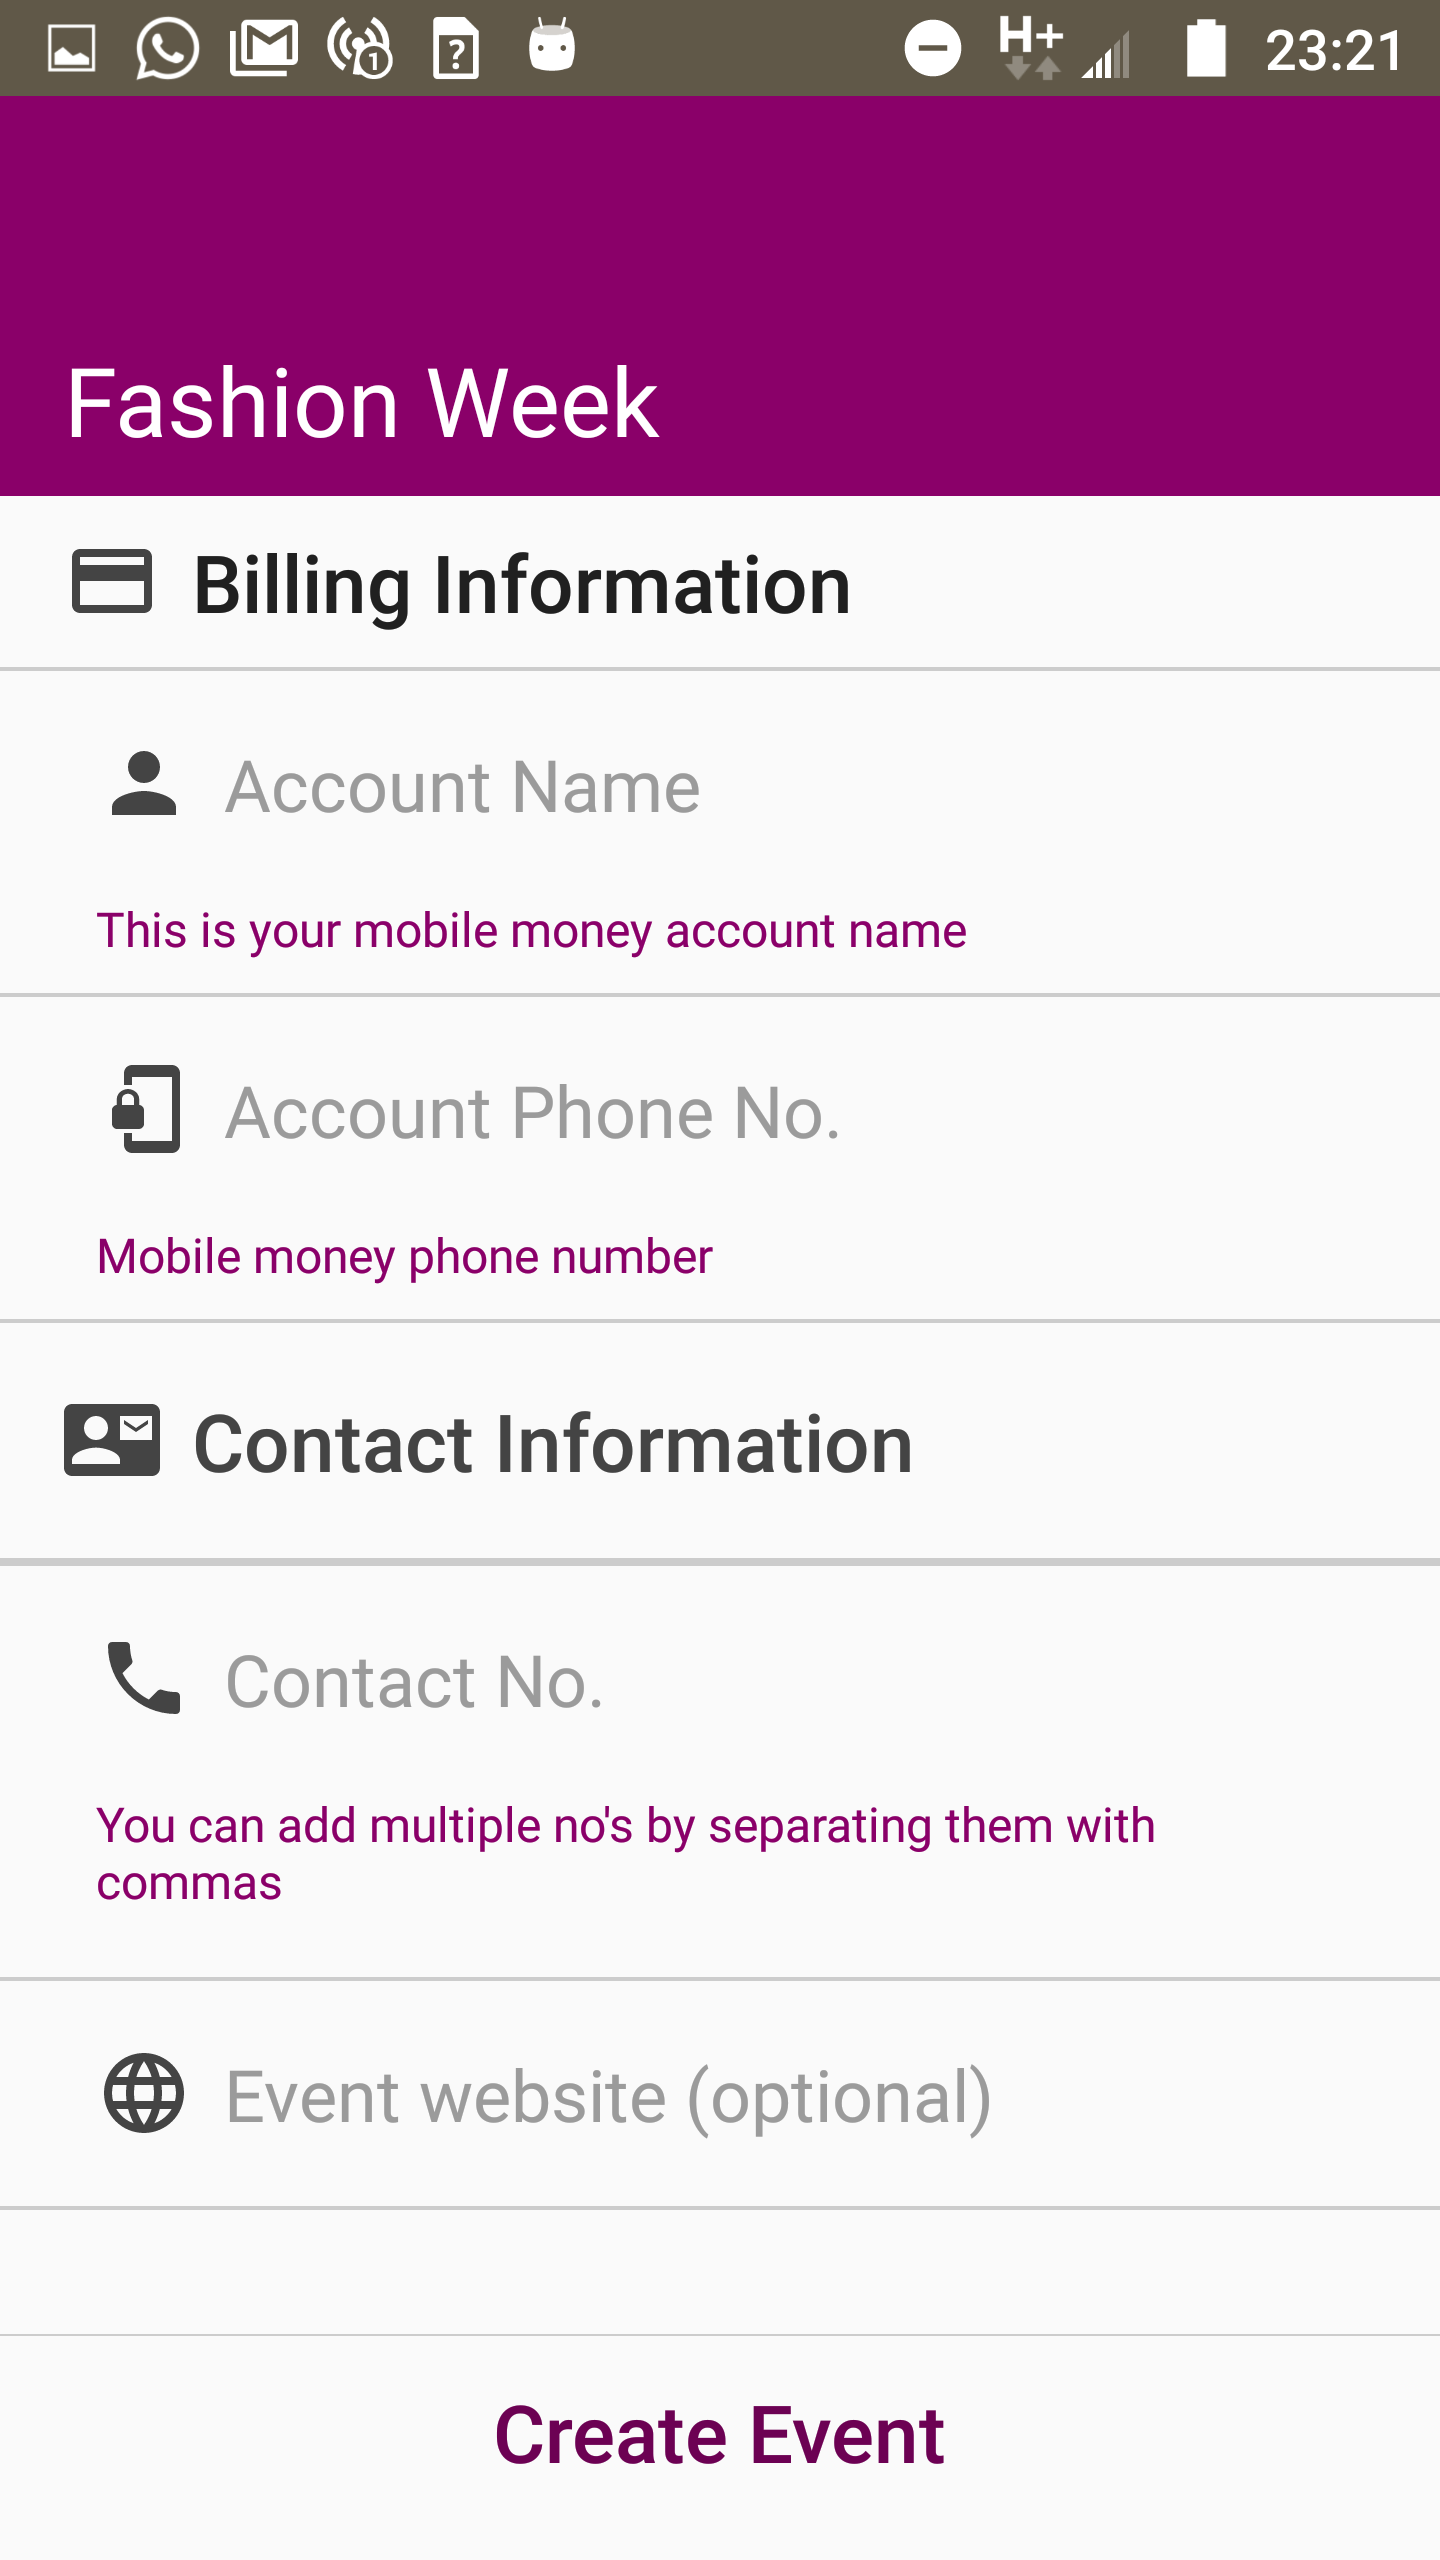 23:21
Fashion Week
Billing Information
Account Name
This is your mobile money account name
Account Phone No.
Mobile money phone number
Contact Information
Contact No.
You can add multiple no's by separating them with
commas
Event website (optional)
Create Event